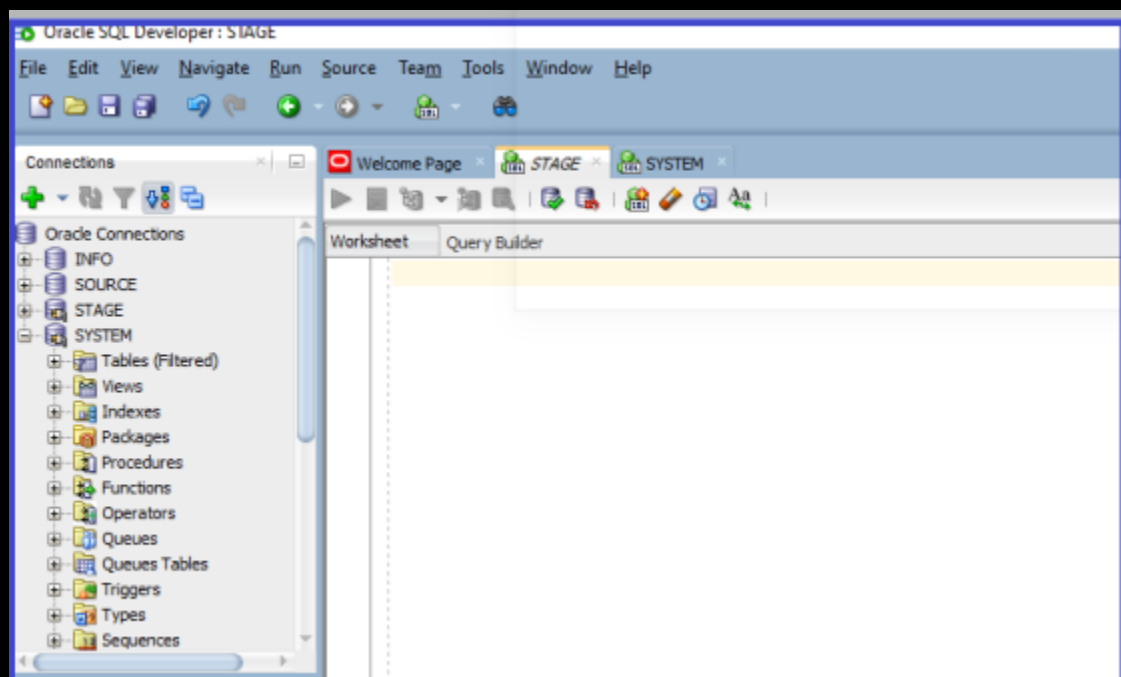 Oracle SQL Developer : STAGE
File Edit View Navigate Run Source Team Tools Window Help
Connections
Welcome Page
STAGE
SYSTEM
Worksheet
Query Builder
Oracle Connections
INFO
SOURCE
STAGE
SYSTEM
Tables (Filtered)
Views
Indexes
Packages
Procedures
Functions
Operators
Queues
Queues Tables
Triggers
Types
Sequences